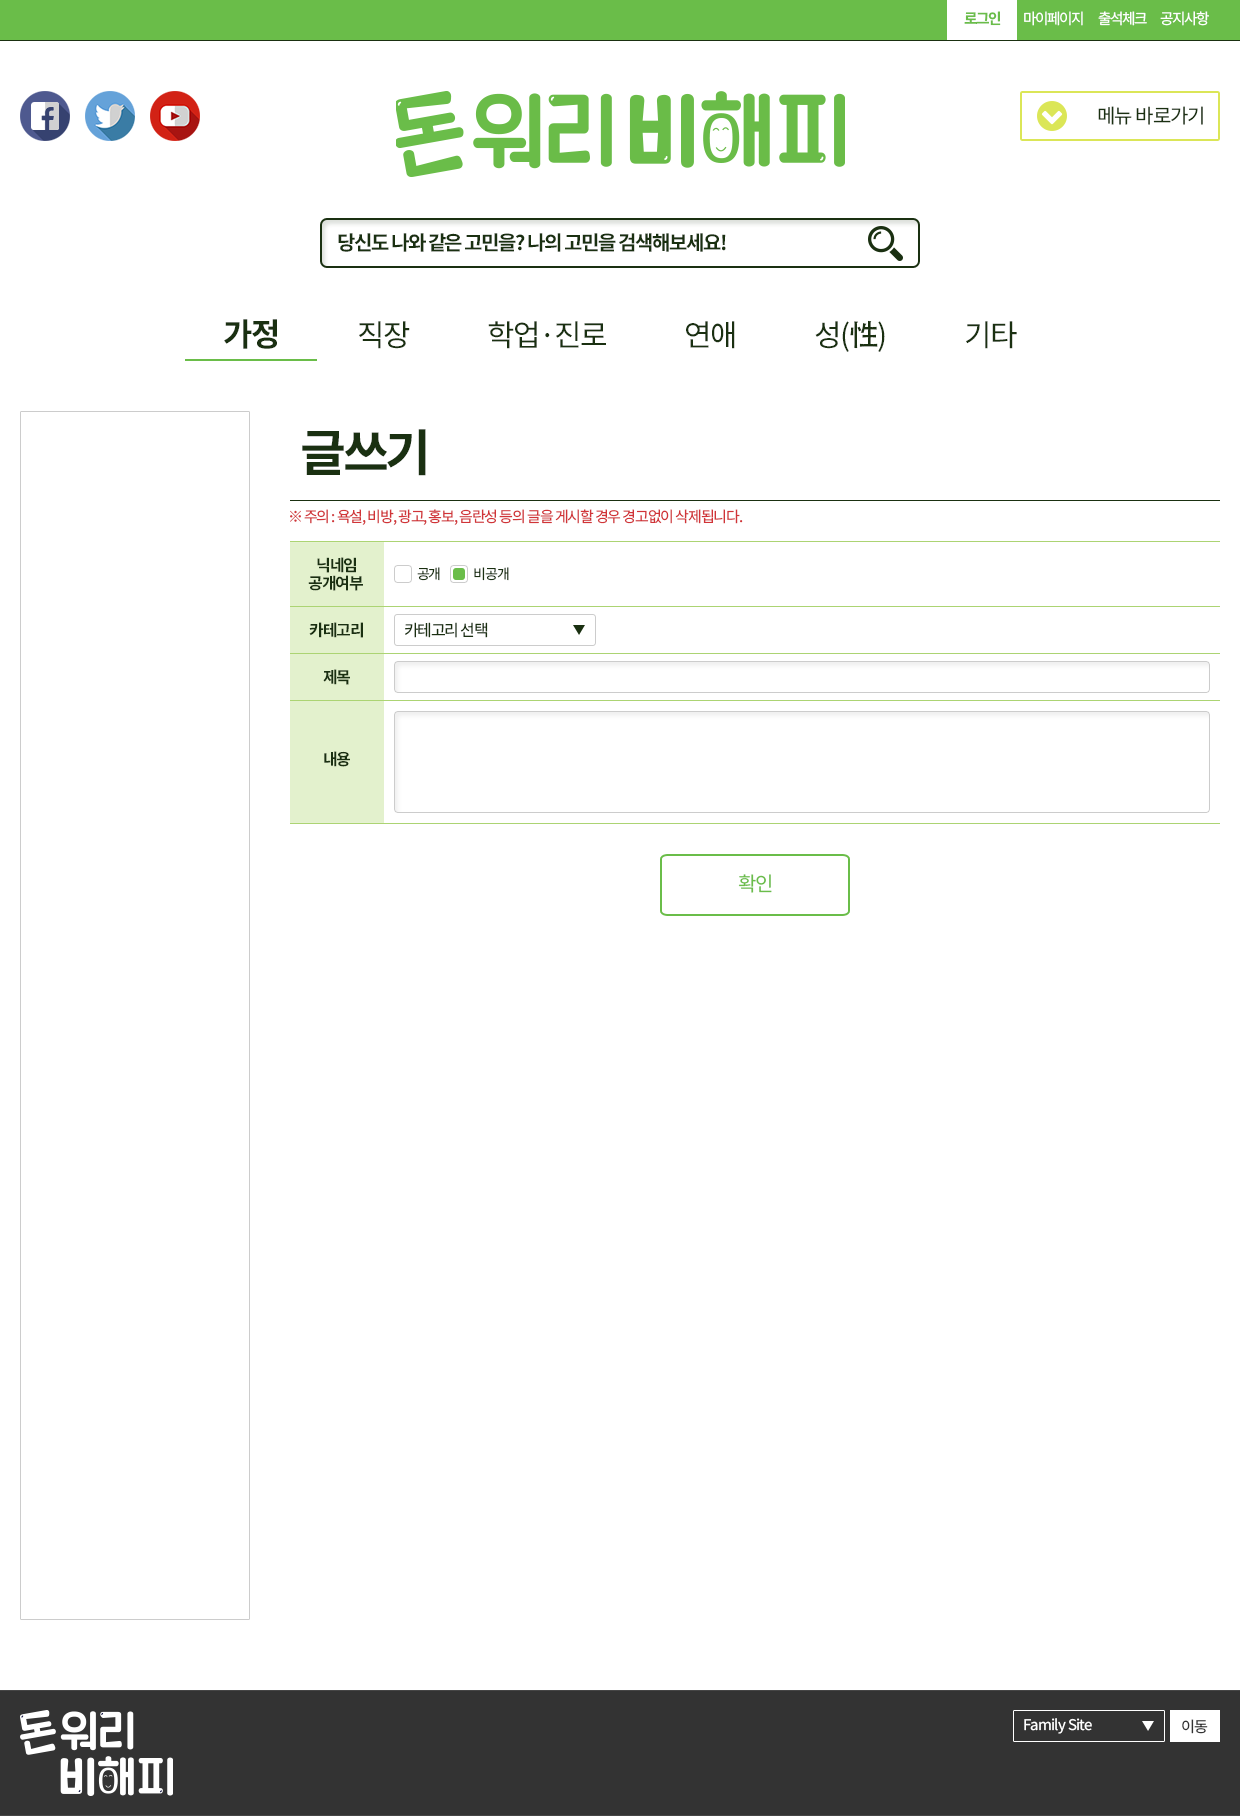 로그인 마이페이지 출석체크 공지사항
돈워리 비해피
메뉴 바로가기
당신도 나와 같은 고민을? 나의 고민을 검색해보세요!
가정 직장 학업 · 진로 연애 성(性) 기타
글쓰기
※ 주의 : 욕설, 비방, 광고, 홍보, 음란성 등의 글을 게시할 경우 경고없이 삭제됩니다.
닉네임
공개여부
공개 비공개
카테고리 카테고리 선택
제목
내용
확인
돈워리
비해피
Family Site 이동